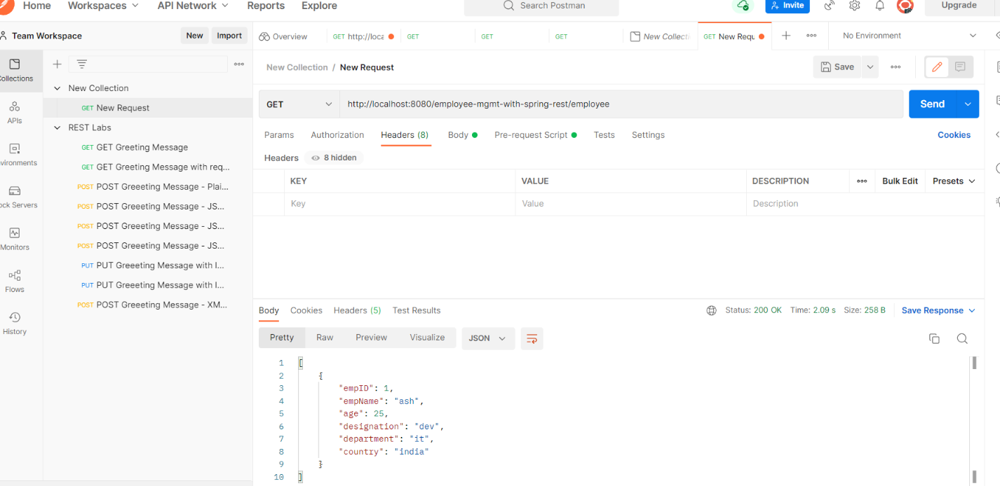 Home Workspaces API Network Reports Explore Search Postman Invite Upgrade
Team Workspace New Import Overview GET http://loca GET GET GET New Collecti GET New Requ No Environment
New Collection / New Request Save
ollections
New Collection
GET New Request
GET http://localhost:8080/employee-mgmt-with-spring-rest/employee Send
APIs
REST Labs
Params Authorization Headers (8) Body Pre-request Script Tests Settings Cookies
GET GET Greeting Message
vironments
Headers 8 hidden
GET GET Greeting Message with req...
KEY VALUE DESCRIPTION Bulk Edit Presets
POST POST Greeeting Message - Plai...
ock Servers
Key Value Description
POST POST Greeeting Message - JS...
POST POST Greeeting Message - JS...
Monitors
POST POST Greeeting Message - JS...
PUT PUT Greeeting Message with I...
Flows
PUT PUT Greeeting Message with I...
POST POST Greeeting Message - XM...
History
Body Cookies Headers (5) Test Results Status: 200 OK Time: 2.09 s Size: 258 B Save Response
Pretty Raw Preview Visualize JSON
1 [
2 {
3 "empID": 1,
4 "empName": "ash",
5 "age": 25,
6 "designation": "dev",
7 "department": "it",
8 "country": "india"
9 }
10 ]